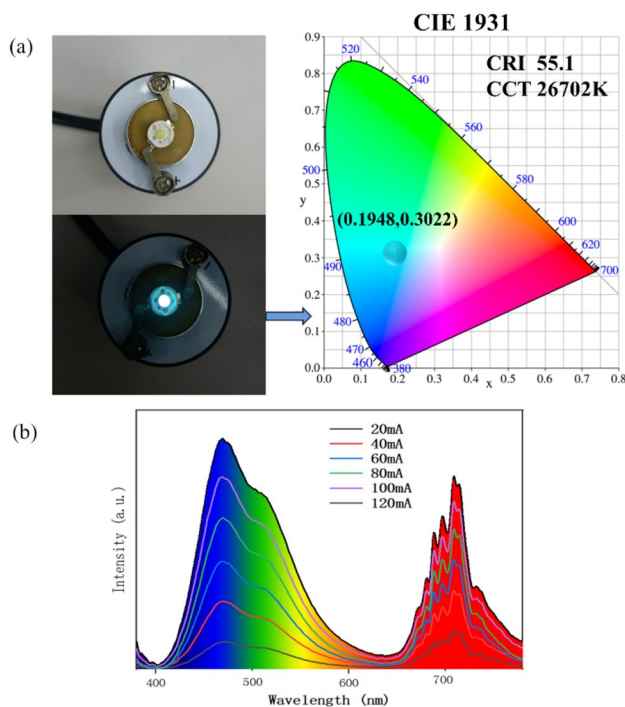 (a)
CIE 1931
CRI 55.1
CCT 26702K
(0.1948,0.3022)
0.9
0.8
0.7
0.6
0.5
0.4
0.3
0.2
0.1
0.0
y
0.0 0.1 0.2 0.3 0.4 0.5 0.6 0.7 0.8
x
520
540
560
580
600
620
700
500
490
480
470
460
380
-
+
(b)
20mA
40mA
60mA
80mA
100mA
120mA
Intensity (a.u.)
400 500 600 700
Wavelength (nm)